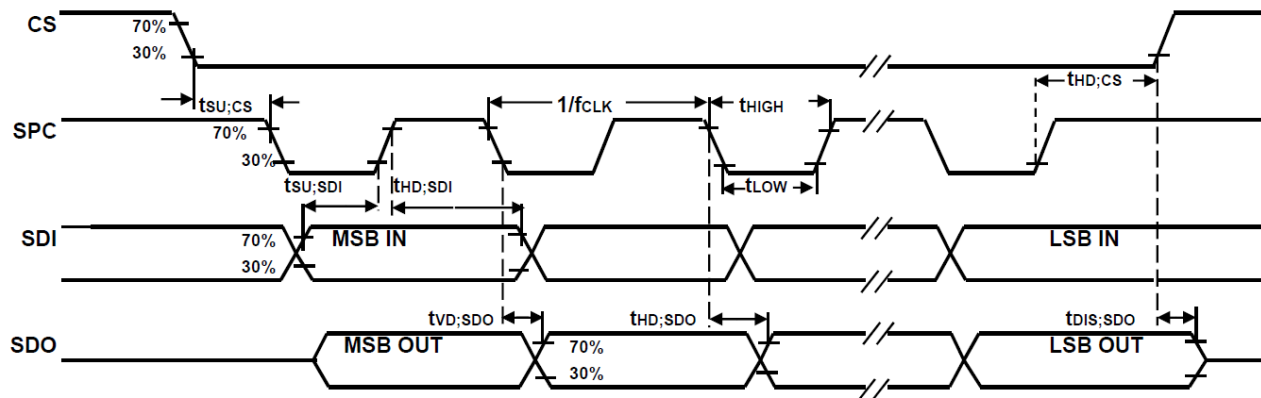 CS
70%
30%
tSU;CS
1/fCLK
tHIGH
tHD;CS
SPC
70%
30%
tLOW
tSU;SDI
tHD;SDI
SDI
70%
30%
MSB IN
LSB IN
tVD;SDO
tHD;SDO
tDIS;SDO
SDO
MSB OUT
70%
30%
LSB OUT